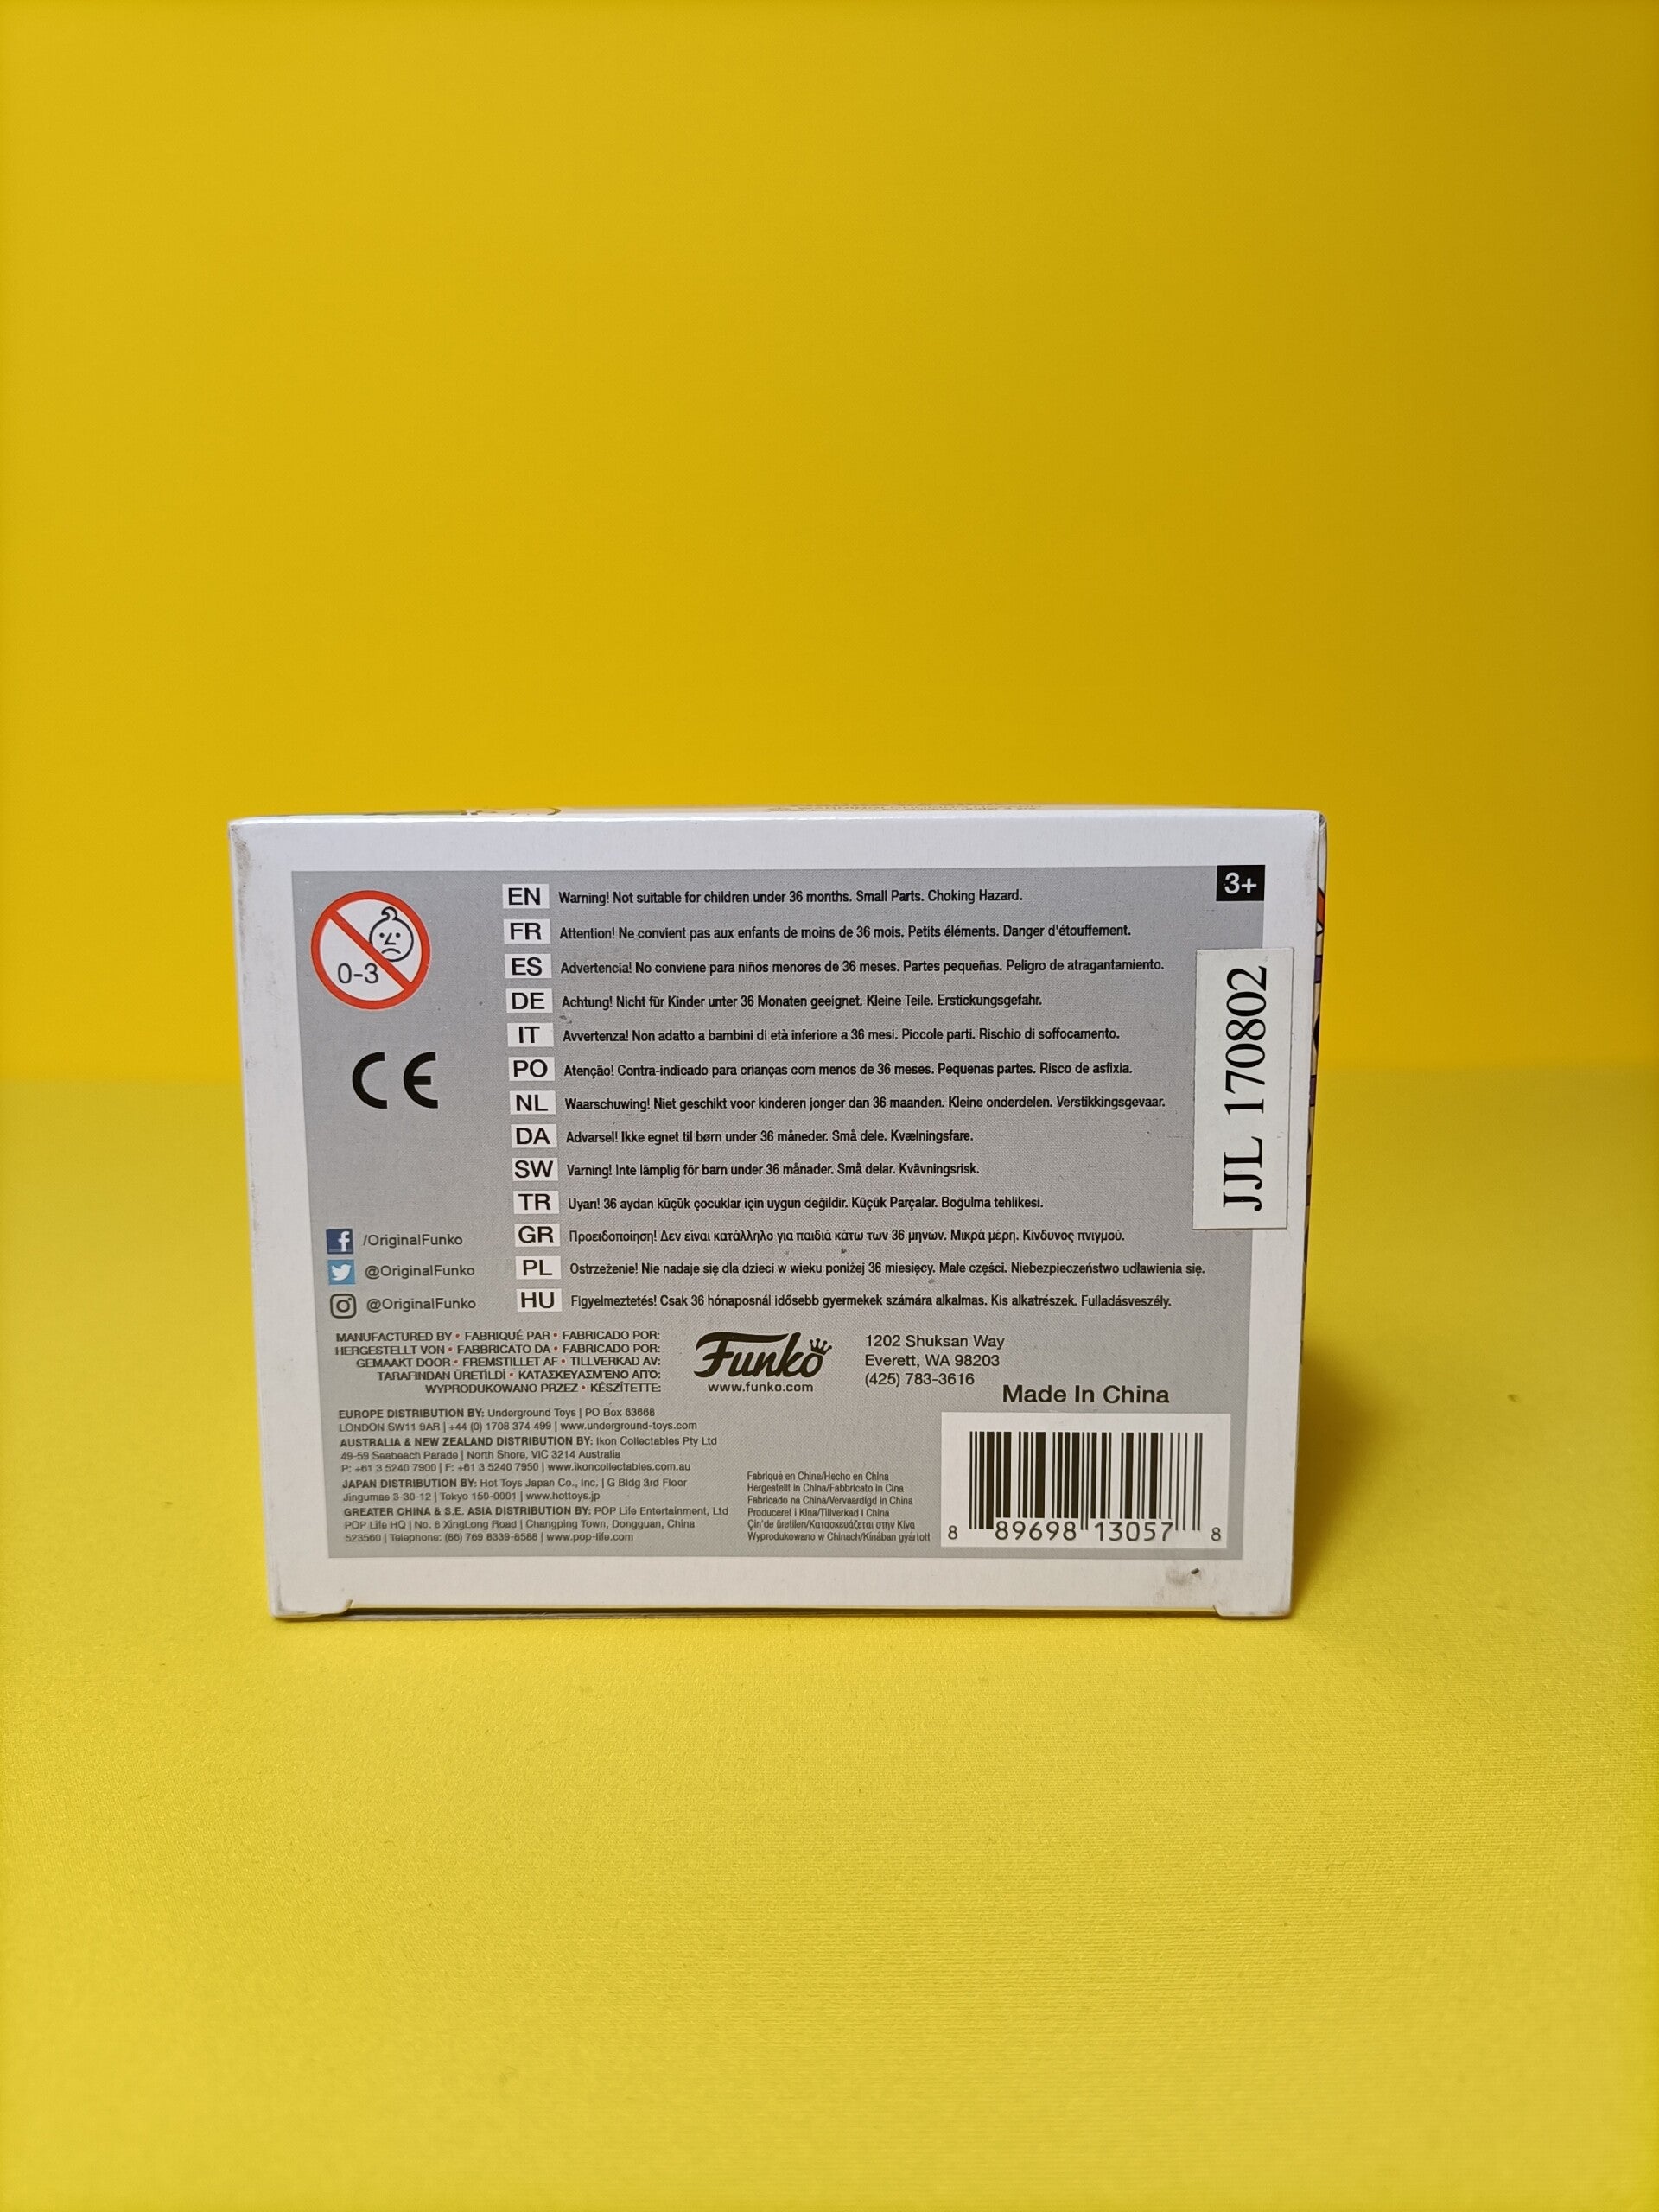 3+
0-3
EN Warning! Not suitable for children under 36 months. Small Parts. Choking Hazard.
FR Attention! Ne convient pas aux enfants de moins de 36 mois. Petits éléments. Danger d'étouffement.
ES Advertencia! No conviene para niños menores de 36 meses. Partes pequeñas. Peligro de atragantamiento.
DE Achtung! Nicht für Kinder unter 36 Monaten geeignet. Kleine Teile. Erstickungsgefahr.
IT Avvertenza! Non adatto a bambini di età inferiore a 36 mesi. Piccole parti. Rischio di soffocamento.
PO Atenção! Contra-indicado para crianças com menos de 36 meses. Pequenas partes. Risco de asfixia.
NL Waarschuwing! Niet geschikt voor kinderen jonger dan 36 maanden. Kleine onderdelen. Verstikkingsgevaar.
DA Advarsel! Ikke egnet til børn under 36 måneder. Små dele. Kvælningsfare.
SW Varning! Inte lämplig för barn under 36 månader. Små delar. Kvävningsrisk.
TR Uyarı! 36 aydan küçük çocuklar için uygun değildir. Küçük Parçalar. Boğulma tehlikesi.
GR Προειδοποίηση! Δεν είναι κατάλληλο για παιδιά κάτω των 36 μηνών. Μικρά μέρη. Κίνδυνος πνιγμού.
PL Ostrzeżenie! Nie nadaje się dla dzieci w wieku poniżej 36 miesięcy. Małe części. Niebezpieczeństwo udławienia się.
HU Figyelmeztetés! Csak 36 hónaposnál idősebb gyermekek számára alkalmas. Kis alkatrészek. Fulladásveszély.
CE
JJL 170802
/OriginalFunko
@OriginalFunko
@OriginalFunko
MANUFACTURED BY • FABRIQUÉ PAR • FABRICADO POR:
HERGESTELLT VON • FABBRICATO DA • FABRICADO POR:
GEMAAKT DOOR • FREMSTILLET AF • TILLVERKAD AV:
TARAFINDAN ÜRETİLDİ • ΚΑΤΑΣΚΕΥΑΣΜΈΝΟ ΑΠΌ:
WYPRODUKOWANO PRZEZ • KÉSZÍTETTE:
Funko
www.funko.com
1202 Shuksan Way
Everett, WA 98203
(425) 783-3616
Made In China
EUROPE DISTRIBUTION BY: Underground Toys | PO Box 63668
LONDON SW11 9AR | +44 (0) 1708 374 499 | www.underground-toys.com
AUSTRALIA & NEW ZEALAND DISTRIBUTION BY: Ikon Collectables Pty Ltd
49-59 Seabeach Parade | North Shore, VIC 3214 Australia
P: +61 3 5240 7900 | F: +61 3 5240 7950 | www.ikoncollectables.com.au
JAPAN DISTRIBUTION BY: Hot Toys Japan Co., Inc. | G Bldg 3rd Floor
Jingumae 3-30-12 | Tokyo 150-0001 | www.hottoys.jp
GREATER CHINA & S.E. ASIA DISTRIBUTION BY: POP Life Entertainment, Ltd
POP Life HQ | No. 8 XingLong Road | Changping Town, Dongguan, China
523560 | Telephone: (86) 769 8339-8588 | www.pop-life.com
Fabriqué en Chine/Hecho en China
Hergestellt in China/Fabbricato in Cina
Fabricado na China/Vervaardigd in China
Produceret i Kina/Tillverkad i China
Çin'de üretilen/Κατασκευάζεται στην Κίνα
Wyprodukowano w Chinach/Kínában gyártott
8 89698 13057 8